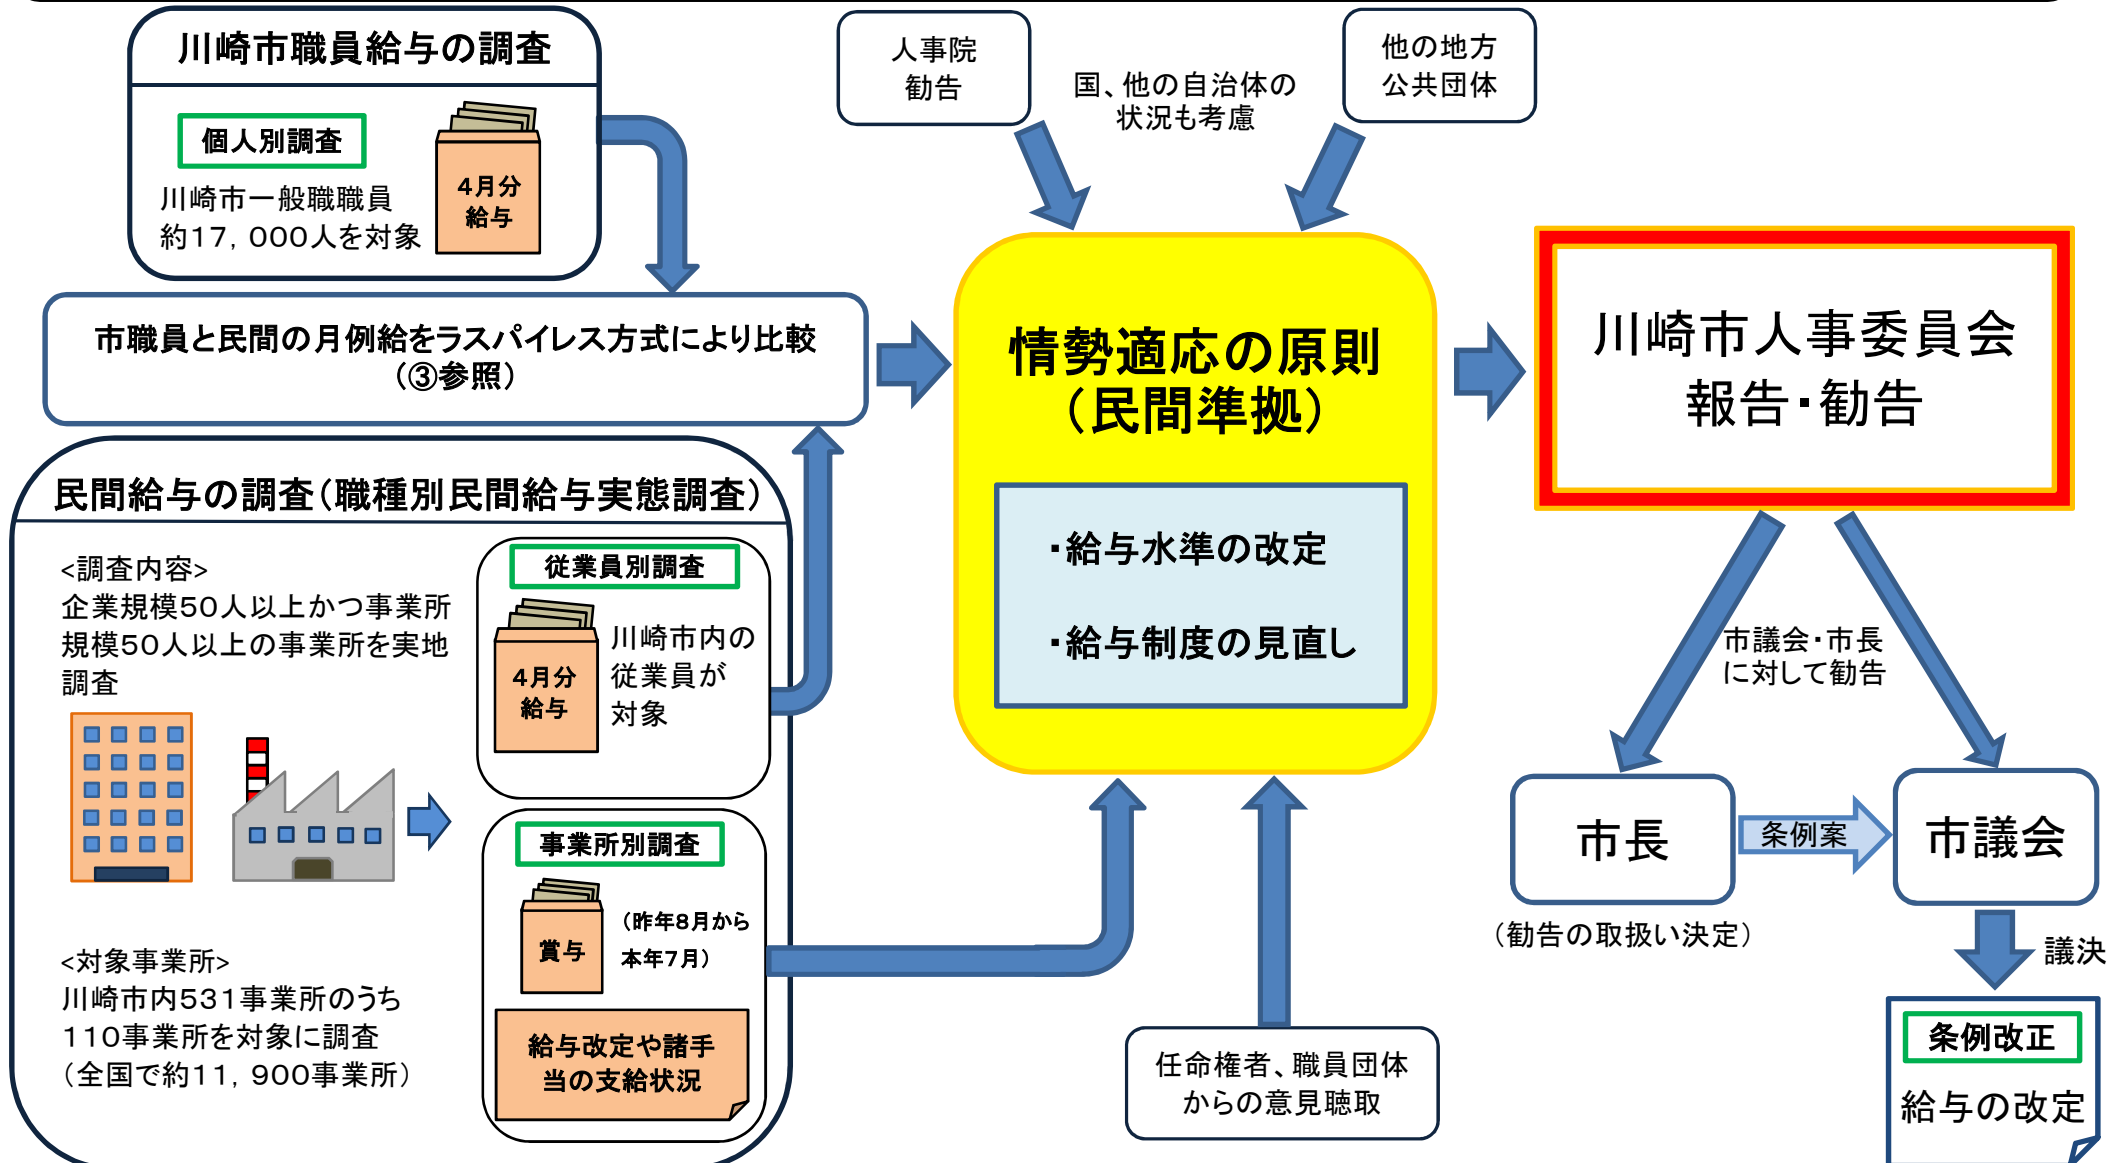 川崎市職員給与の調査
個人別調査
川崎市一般職職員
約17,000人を対象
4月分
給与
人事院
勧告
国、他の自治体の
状況も考慮
他の地方
公共団体
市職員と民間の月例給をラスパイレス方式により比較
（③参照）
民間給与の調査（職種別民間給与実態調査）
<調査内容>
企業規模50人以上かつ事業所
規模50人以上の事業所を実地
調査
<対象事業所>
川崎市内531事業所のうち
110事業所を対象に調査
（全国で約11,900事業所）
従業員別調査
4月分
給与
川崎市内の
従業員が
対象
事業所別調査
賞与
（昨年8月から
本年7月）
給与改定や諸手
当の支給状況
情勢適応の原則
（民間準拠）
・給与水準の改定
・給与制度の見直し
任命権者、職員団体
からの意見聴取
川崎市人事委員会
報告・勧告
市議会・市長
に対して勧告
市長
条例案
市議会
（勧告の取扱い決定）
議決
条例改正
給与の改定